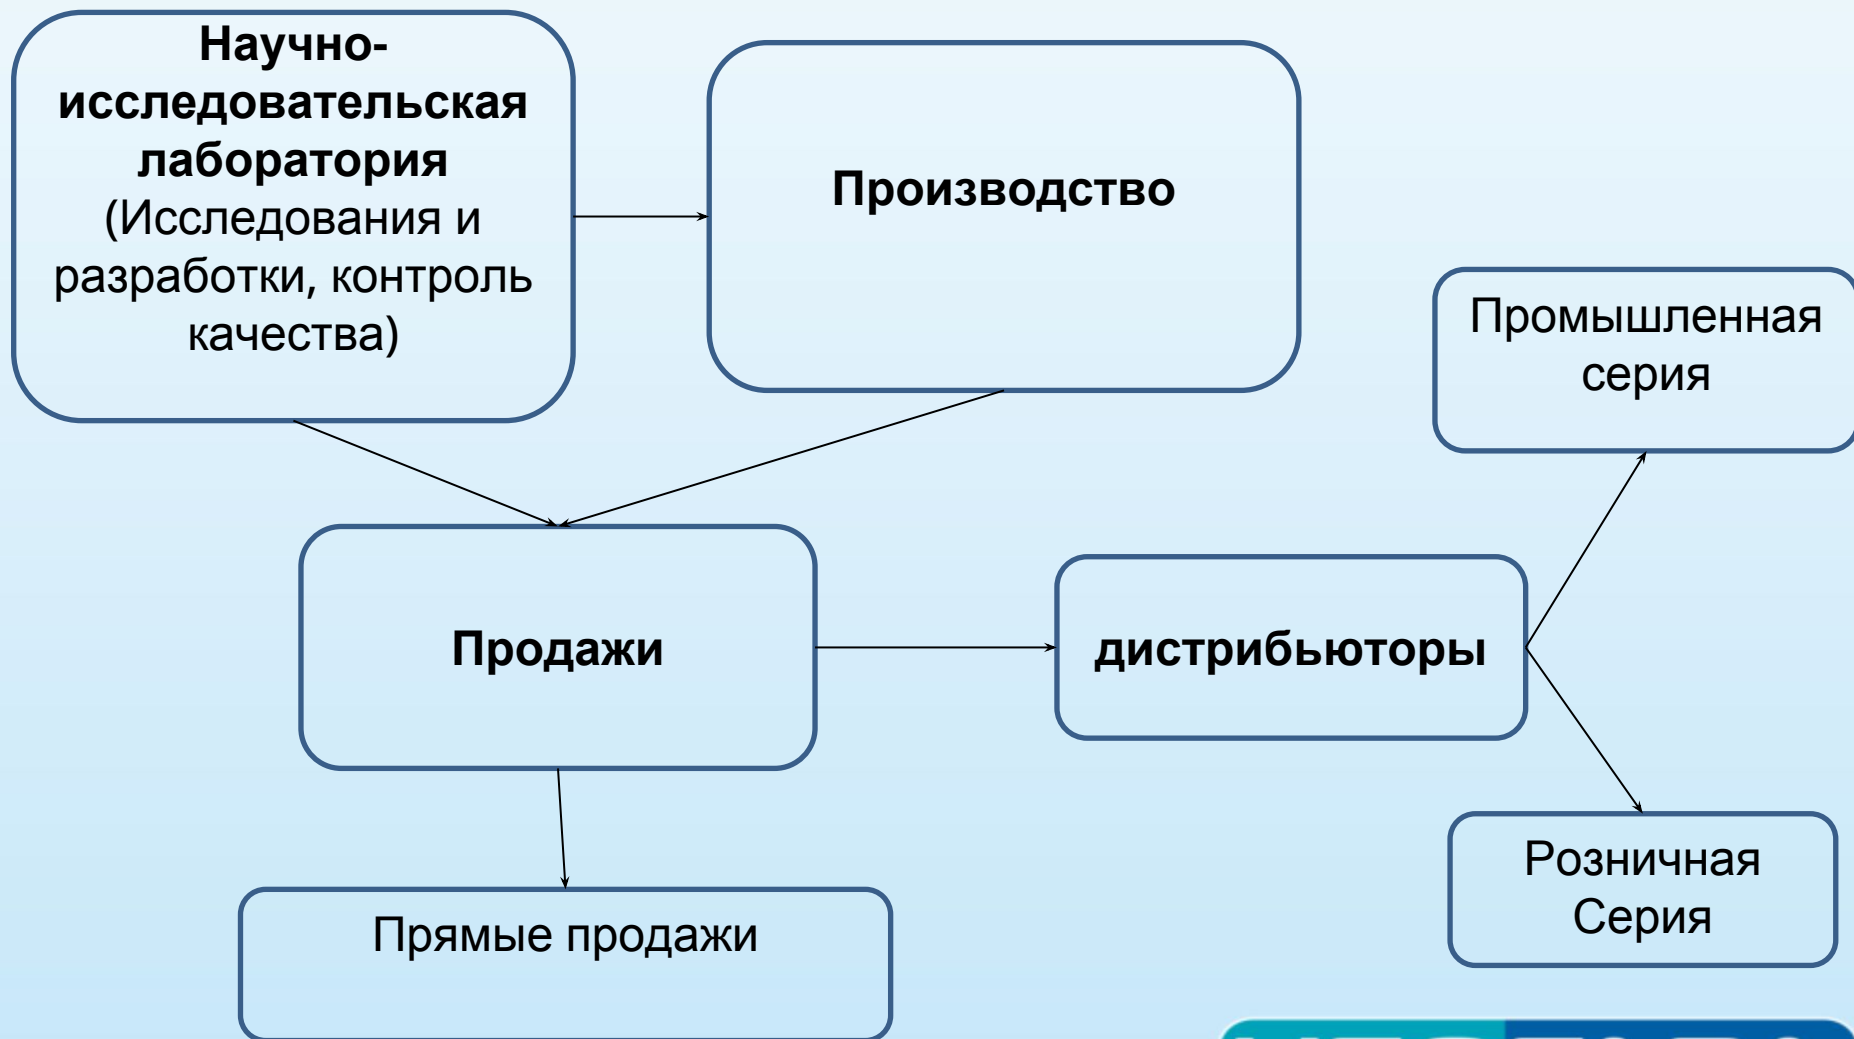 Научно-
исследовательская
лаборатория
(Исследования и
разработки, контроль
качества)
Производство
Промышленная
серия
Продажи
дистрибьюторы
Розничная
Серия
Прямые продажи